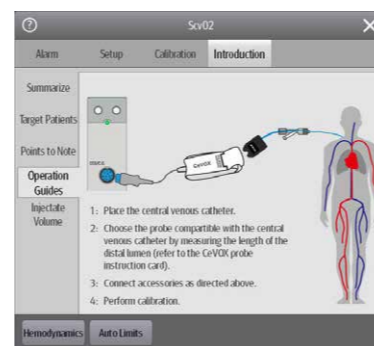 ScvO2
Alarm
Setup
Calibration
Introduction
Summarize
Target Patients
Points to Note
Operation
Guides
Injectate
Volume
CeVOX
1: Place the central venous catheter.
2: Choose the probe compartible with the central
venous catheter by measuring the length of the
distal lumen (refer to the CeVOX probe
instruction card).
3: Connect accessories as directed above.
4: Perform calibration.
Hemodynamics
Auto Limits